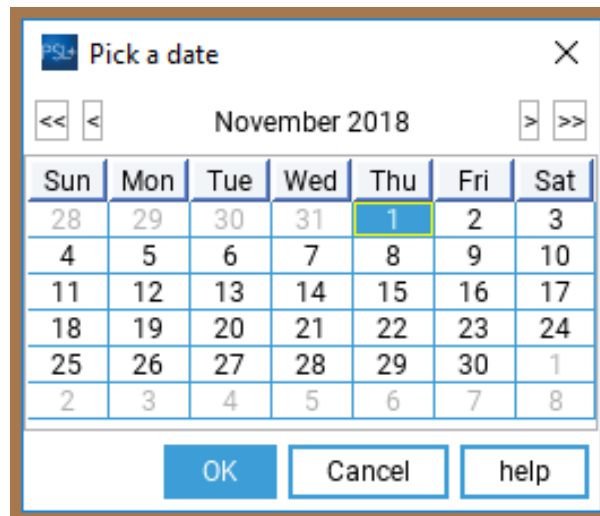 PSL+ Pick a date
<< < November 2018 > >>
Sun Mon Tue Wed Thu Fri Sat
28 29 30 31 1 2 3
4 5 6 7 8 9 10
11 12 13 14 15 16 17
18 19 20 21 22 23 24
25 26 27 28 29 30 1
2 3 4 5 6 7 8
OK Cancel help